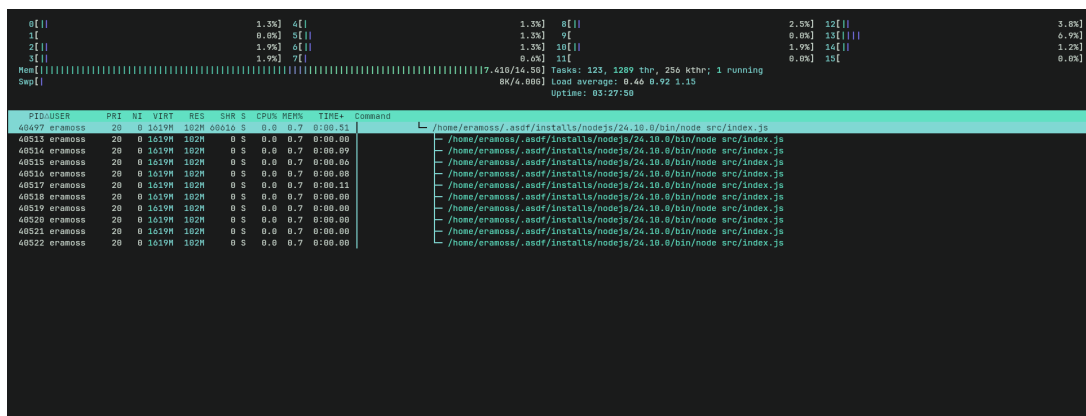 0[|| 1.3%] 4[| 1.3%] 8[|| 2.5%] 12[|| 3.8%]
1[ 0.0%] 5[|| 1.3%] 9[ 0.0%] 13[|||| 6.9%]
2[|| 1.9%] 6[|| 1.3%] 10[|| 1.9%] 14[|| 1.2%]
3[|| 1.9%] 7[| 0.6%] 11[ 0.0%] 15[ 0.0%]
Mem[||||||||||||||||||||||||||||||||||||||||||||||||||||||||||||||||||||||7.41G/14.5G] Tasks: 123, 1289 thr, 256 kthr; 1 running
Swp[| 8K/4.00G] Load average: 0.46 0.92 1.15
Uptime: 03:27:50
PID△USER PRI NI VIRT RES SHR S CPU% MEM% TIME+ Command
40497 eramoss 20 0 1619M 102M 60616 S 0.0 0.7 0:00.51 │ └─ /home/eramoss/.asdf/installs/nodejs/24.10.0/bin/node src/index.js
40513 eramoss 20 0 1619M 102M 0 S 0.0 0.7 0:00.00 │ ├─ /home/eramoss/.asdf/installs/nodejs/24.10.0/bin/node src/index.js
40514 eramoss 20 0 1619M 102M 0 S 0.0 0.7 0:00.09 │ ├─ /home/eramoss/.asdf/installs/nodejs/24.10.0/bin/node src/index.js
40515 eramoss 20 0 1619M 102M 0 S 0.0 0.7 0:00.06 │ ├─ /home/eramoss/.asdf/installs/nodejs/24.10.0/bin/node src/index.js
40516 eramoss 20 0 1619M 102M 0 S 0.0 0.7 0:00.08 │ ├─ /home/eramoss/.asdf/installs/nodejs/24.10.0/bin/node src/index.js
40517 eramoss 20 0 1619M 102M 0 S 0.0 0.7 0:00.11 │ ├─ /home/eramoss/.asdf/installs/nodejs/24.10.0/bin/node src/index.js
40518 eramoss 20 0 1619M 102M 0 S 0.0 0.7 0:00.00 │ ├─ /home/eramoss/.asdf/installs/nodejs/24.10.0/bin/node src/index.js
40519 eramoss 20 0 1619M 102M 0 S 0.0 0.7 0:00.00 │ ├─ /home/eramoss/.asdf/installs/nodejs/24.10.0/bin/node src/index.js
40520 eramoss 20 0 1619M 102M 0 S 0.0 0.7 0:00.00 │ ├─ /home/eramoss/.asdf/installs/nodejs/24.10.0/bin/node src/index.js
40521 eramoss 20 0 1619M 102M 0 S 0.0 0.7 0:00.00 │ ├─ /home/eramoss/.asdf/installs/nodejs/24.10.0/bin/node src/index.js
40522 eramoss 20 0 1619M 102M 0 S 0.0 0.7 0:00.00 │ └─ /home/eramoss/.asdf/installs/nodejs/24.10.0/bin/node src/index.js